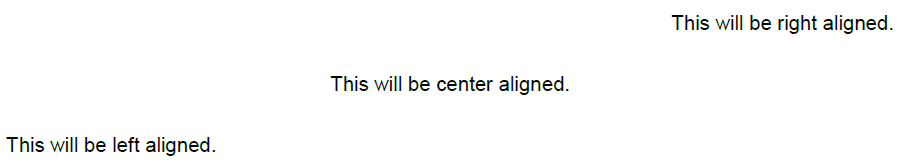 This will be right aligned.
This will be center aligned.
This will be left aligned.